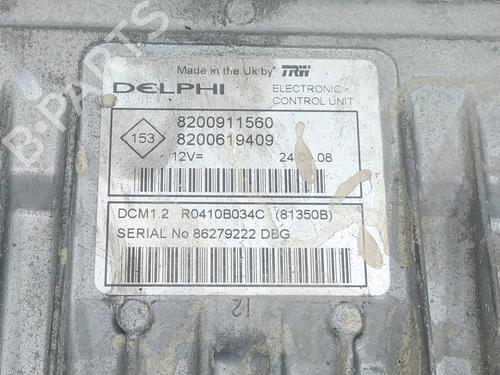 Made in the Uk by TRW
DELPHI
ELECTRONIC
CONTROL UNIT
153
8200911560
8200619409
12V=
DCM1.2 R0410B034C (81350B)
SERIAL No 86279222 DBG
12
B-PARTS